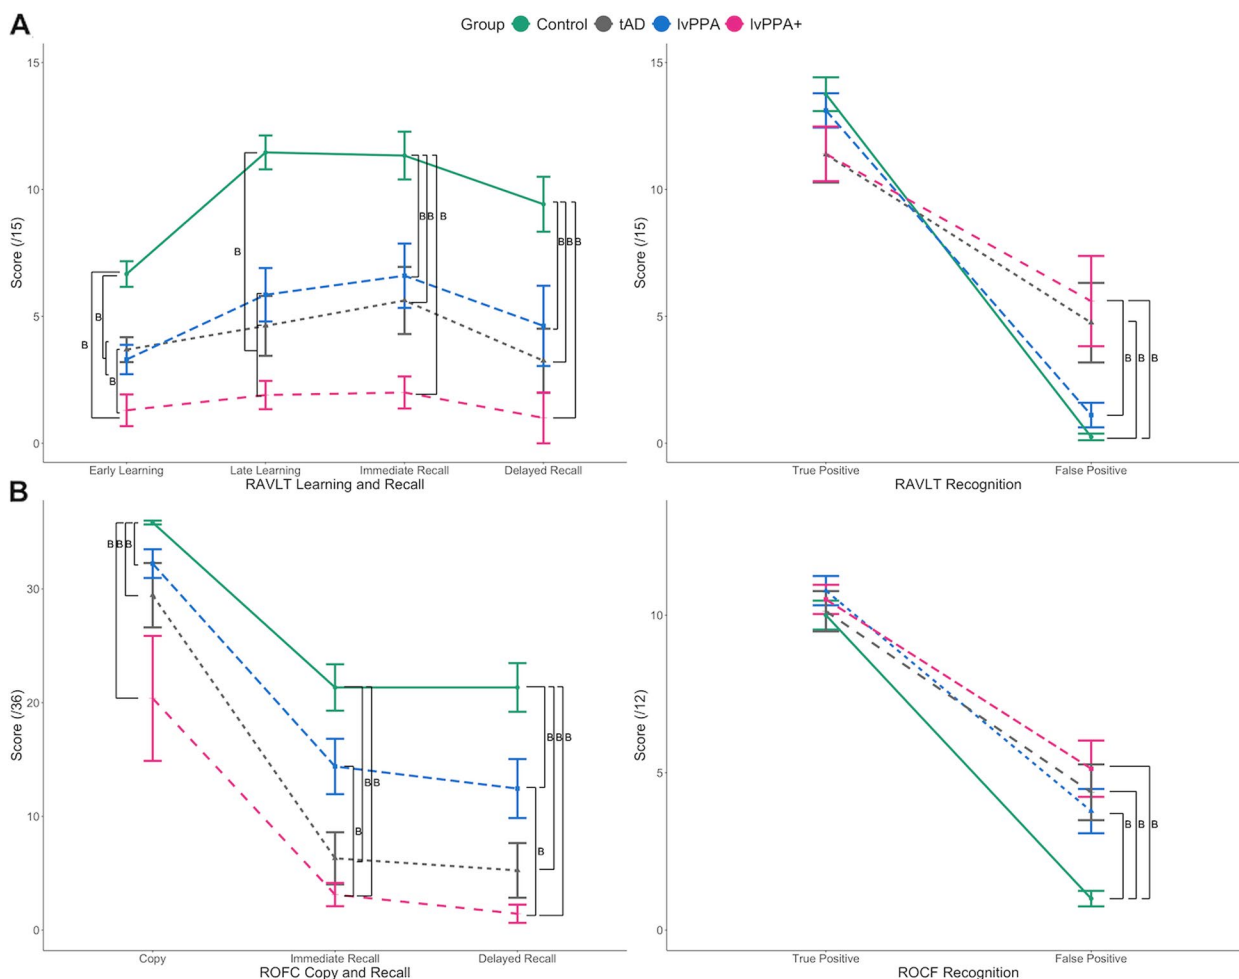 A
Group Control tAD lvPPA lvPPA+
15
10
5
0
Score (/15)
B
B
B
B
B B B
B B B
Early Learning Late Learning Immediate Recall Delayed Recall
RAVLT Learning and Recall
15
10
5
0
Score (/15)
B B B
True Positive False Positive
RAVLT Recognition
B
30
20
10
0
Score (/36)
B B B
B B
B
B B B
B
Copy Immediate Recall Delayed Recall
ROFC Copy and Recall
10
5
0
Score (/12)
B B B
True Positive False Positive
ROCF Recognition